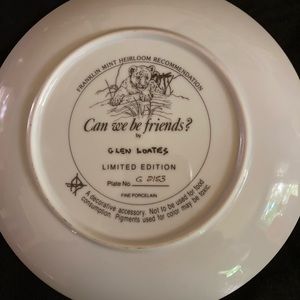 FRANKLIN MINT HEIRLOOM RECOMMENDATION
Can we be friends?
by
GLEN LOATES
LIMITED EDITION
Plate No. G 2153
FINE PORCELAIN
A decorative accessory. Not to be used for food
consumption. Pigments used for color may be toxic.